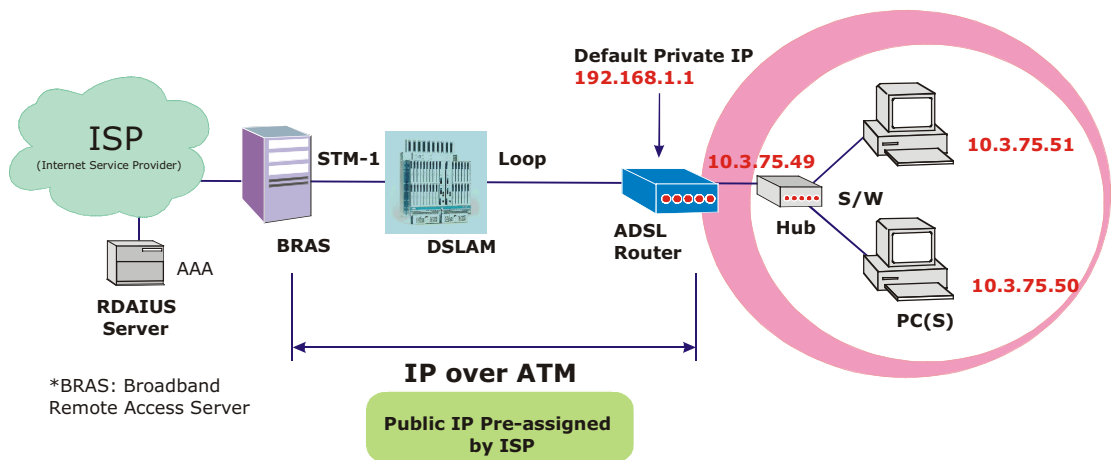 Default Private IP
192.168.1.1
ISP
(Internet Service Provider)
STM-1
Loop
10.3.75.49
10.3.75.51
S/W
Hub
BRAS
DSLAM
ADSL
Router
AAA
RDAIUS
Server
10.3.75.50
PC(S)
IP over ATM
*BRAS: Broadband
Remote Access Server
Public IP Pre-assigned
by ISP